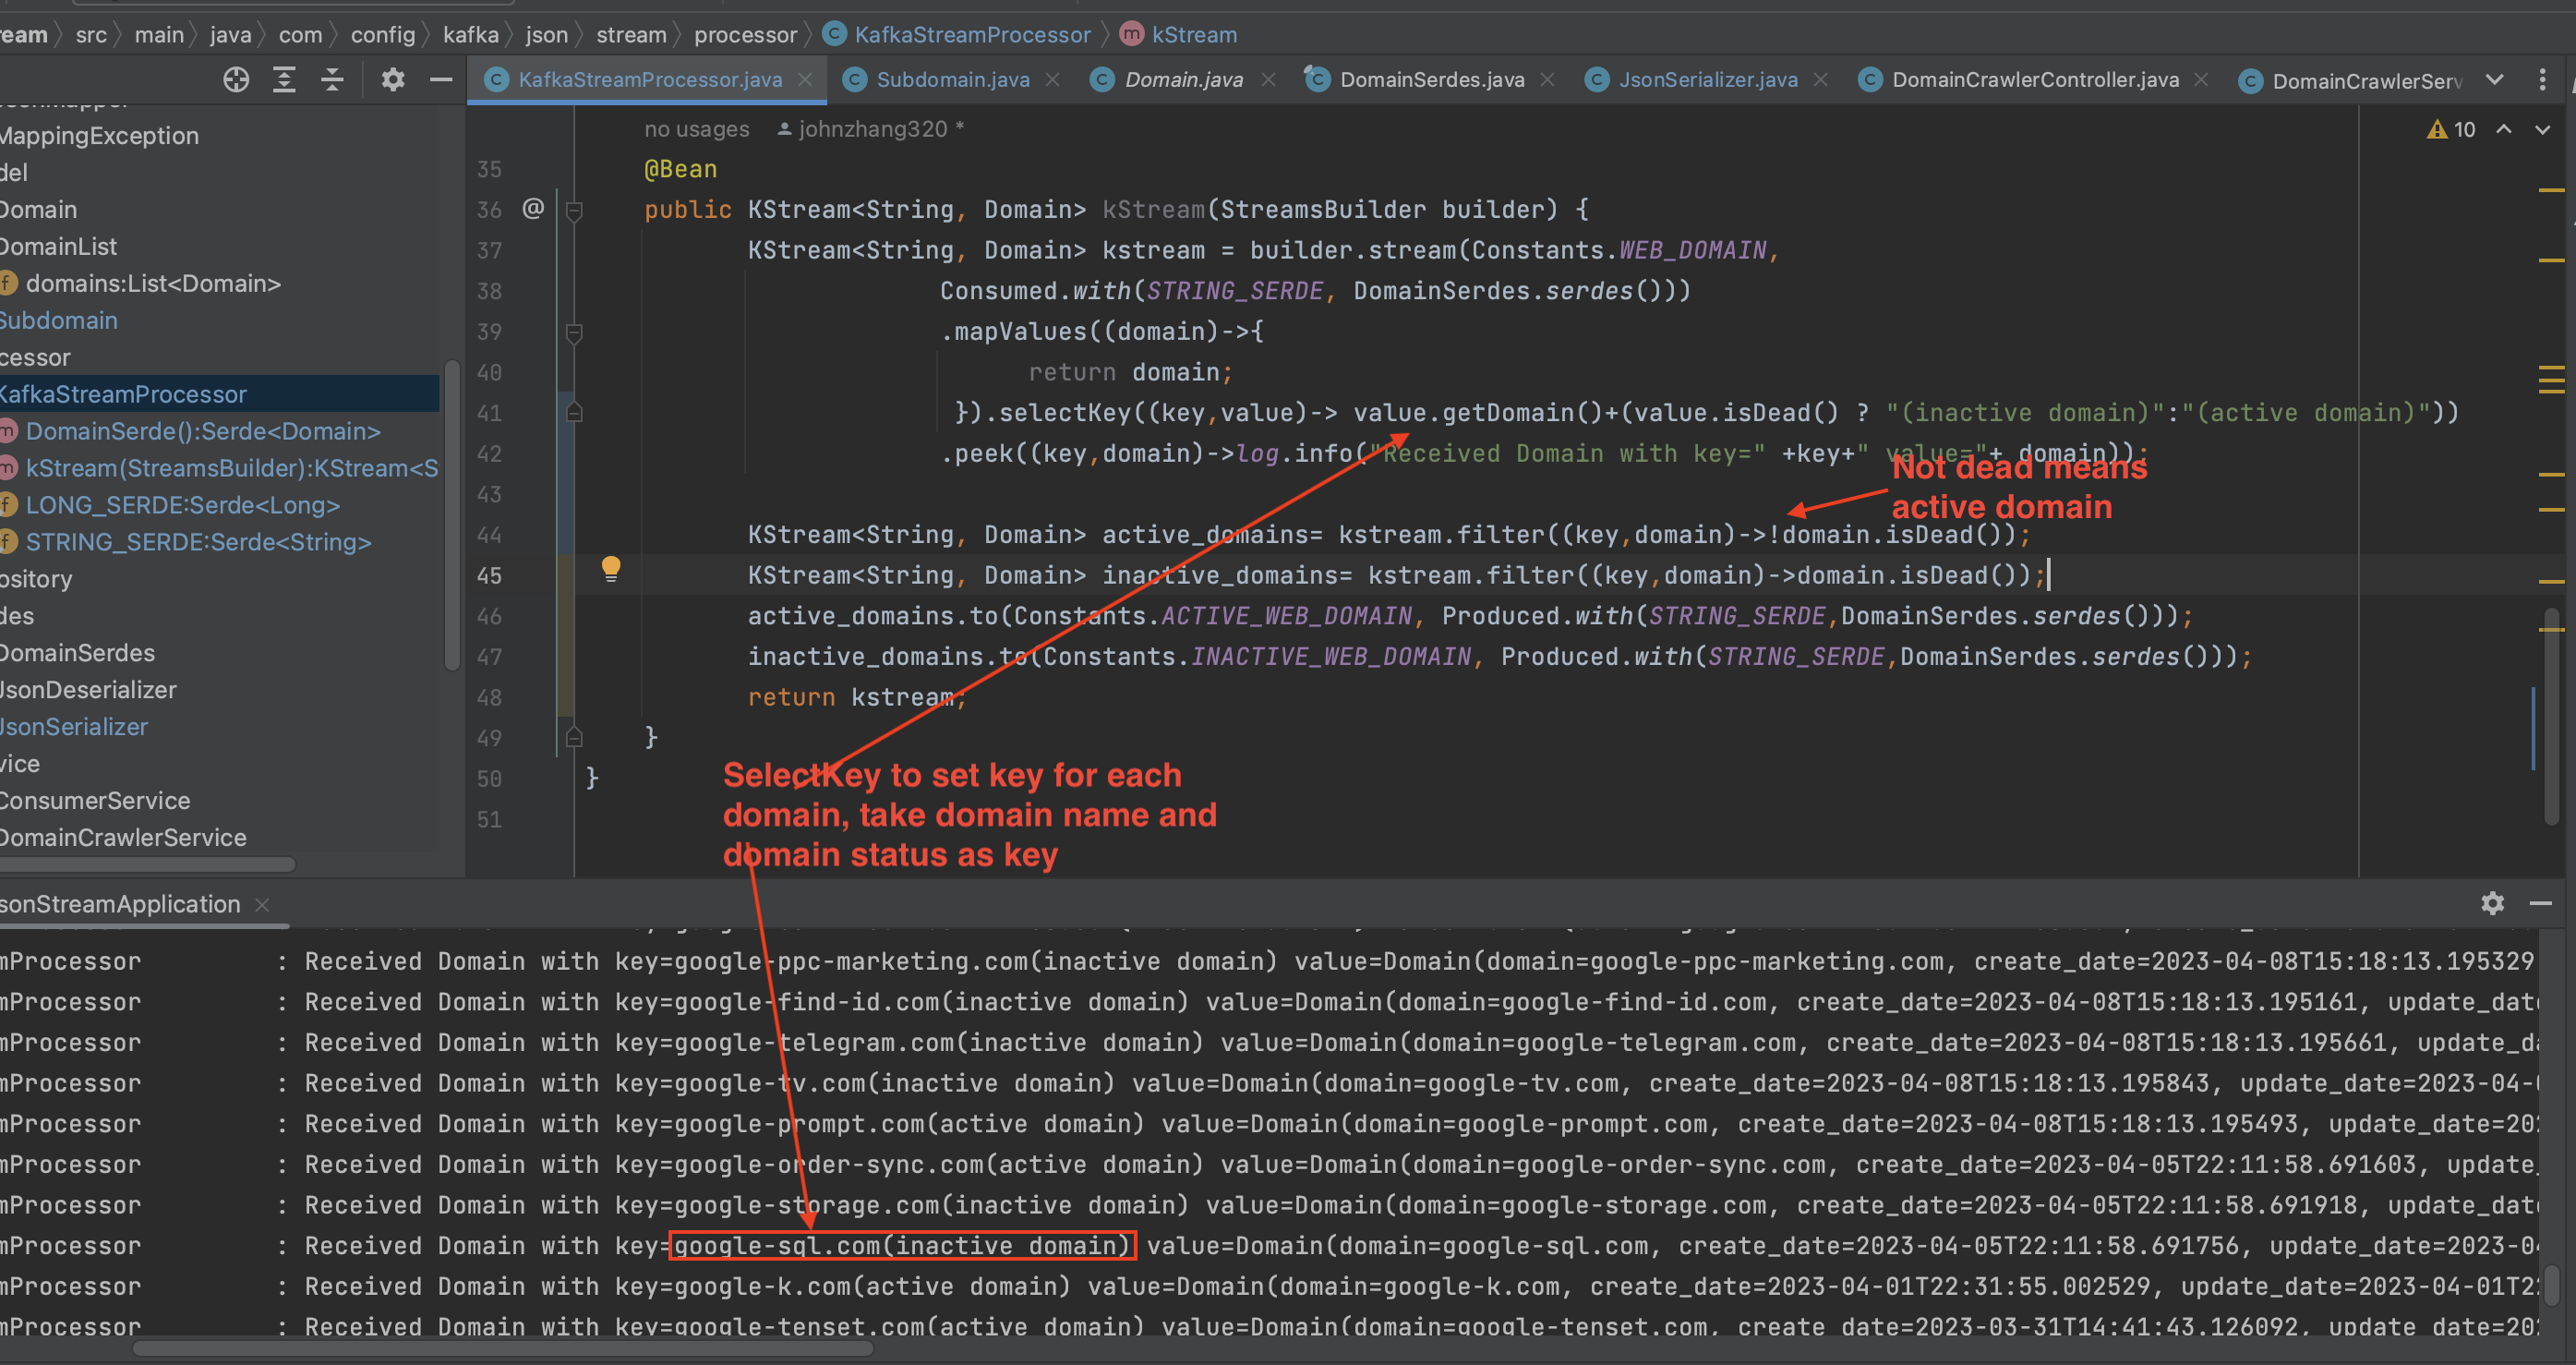 eam src main java com config kafka json stream processor KafkaStreamProcessor kStream
KafkaStreamProcessor.java Subdomain.java Domain.java DomainSerdes.java JsonSerializer.java DomainCrawlerController.java DomainCrawlerServ
MappingException
del
Domain
DomainList
domains:List<Domain>
Subdomain
cessor
KafkaStreamProcessor
DomainSerde():Serde<Domain>
kStream(StreamsBuilder):KStream<S
LONG_SERDE:Serde<Long>
STRING_SERDE:Serde<String>
ository
des
DomainSerdes
JsonDeserializer
JsonSerializer
vice
ConsumerService
DomainCrawlerService
no usages johnzhang320 *
10
35 @Bean
36 @ public KStream<String, Domain> kStream(StreamsBuilder builder) {
37 KStream<String, Domain> kstream = builder.stream(Constants.WEB_DOMAIN,
38 Consumed.with(STRING_SERDE, DomainSerdes.serdes()))
39 .mapValues((domain)->{
40 return domain;
41 }).selectKey((key,value)-> value.getDomain()+(value.isDead() ? "(inactive domain)":"(active domain)"))
42 .peek((key,domain)->log.info("Received Domain with key=" +key+" value="+ domain));
43
Not dead means
active domain
44 KStream<String, Domain> active_domains= kstream.filter((key,domain)->!domain.isDead());
45 KStream<String, Domain> inactive_domains= kstream.filter((key,domain)->domain.isDead());
46 active_domains.to(Constants.ACTIVE_WEB_DOMAIN, Produced.with(STRING_SERDE,DomainSerdes.serdes()));
47 inactive_domains.to(Constants.INACTIVE_WEB_DOMAIN, Produced.with(STRING_SERDE,DomainSerdes.serdes()));
48 return kstream;
49 }
50 }
51
SelectKey to set key for each
domain, take domain name and
domain status as key
sonStreamApplication
mProcessor : Received Domain with key=google-ppc-marketing.com(inactive domain) value=Domain(domain=google-ppc-marketing.com, create_date=2023-04-08T15:18:13.195329
mProcessor : Received Domain with key=google-find-id.com(inactive domain) value=Domain(domain=google-find-id.com, create_date=2023-04-08T15:18:13.195161, update_date
mProcessor : Received Domain with key=google-telegram.com(inactive domain) value=Domain(domain=google-telegram.com, create_date=2023-04-08T15:18:13.195661, update_da
mProcessor : Received Domain with key=google-tv.com(inactive domain) value=Domain(domain=google-tv.com, create_date=2023-04-08T15:18:13.195843, update_date=2023-04-0
mProcessor : Received Domain with key=google-prompt.com(active domain) value=Domain(domain=google-prompt.com, create_date=2023-04-08T15:18:13.195493, update_date=202
mProcessor : Received Domain with key=google-order-sync.com(active domain) value=Domain(domain=google-order-sync.com, create_date=2023-04-05T22:11:58.691603, update_
mProcessor : Received Domain with key=google-storage.com(inactive domain) value=Domain(domain=google-storage.com, create_date=2023-04-05T22:11:58.691918, update_date
mProcessor : Received Domain with key=google-sql.com(inactive domain) value=Domain(domain=google-sql.com, create_date=2023-04-05T22:11:58.691756, update_date=2023-04
mProcessor : Received Domain with key=google-k.com(active domain) value=Domain(domain=google-k.com, create_date=2023-04-01T22:31:55.002529, update_date=2023-04-01T22
mProcessor : Received Domain with key=google-tenset.com(active domain) value=Domain(domain=google-tenset.com, create_date=2023-03-31T14:41:43.126092, update_date=202